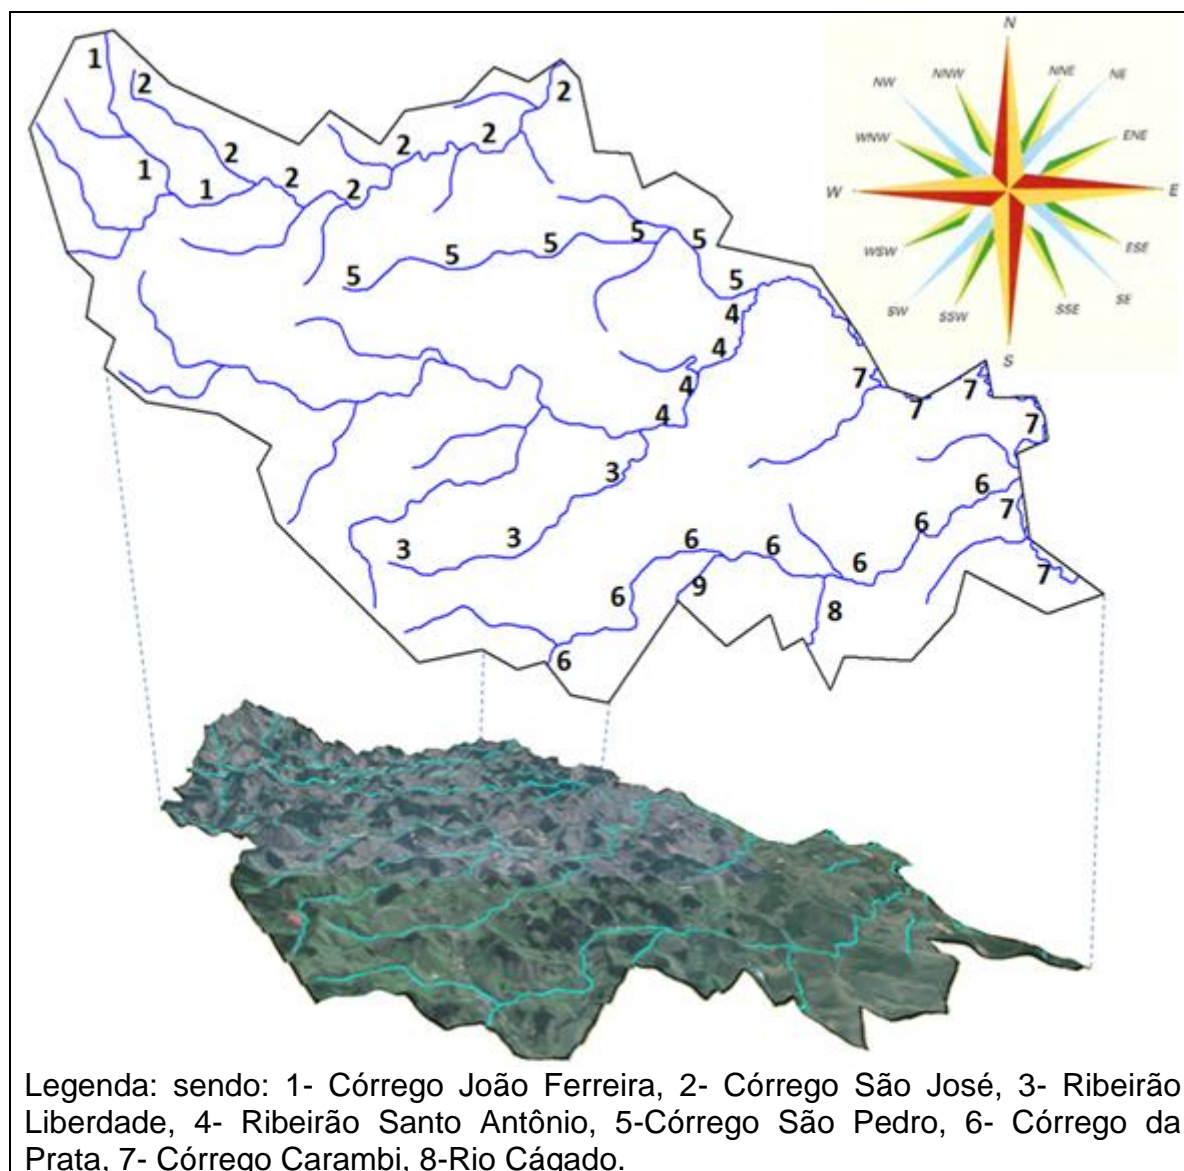 N
NNW
NNE
NW
NE
WNW
ENE
W
E
WSW
ESE
SW
SE
SSW
SSE
S
1
2
2
1
2
2
2
1
2
2
5
5
5
5
5
5
4
4
4
4
7
7
7
7
3
6
7
3
3
6
6
6
6
7
6
9
8
6
Legenda: sendo: 1- Córrego João Ferreira, 2- Córrego São José, 3- Ribeirão
Liberdade, 4- Ribeirão Santo Antônio, 5-Córrego São Pedro, 6- Córrego da
Prata, 7- Córrego Carambi, 8-Rio Cágado.